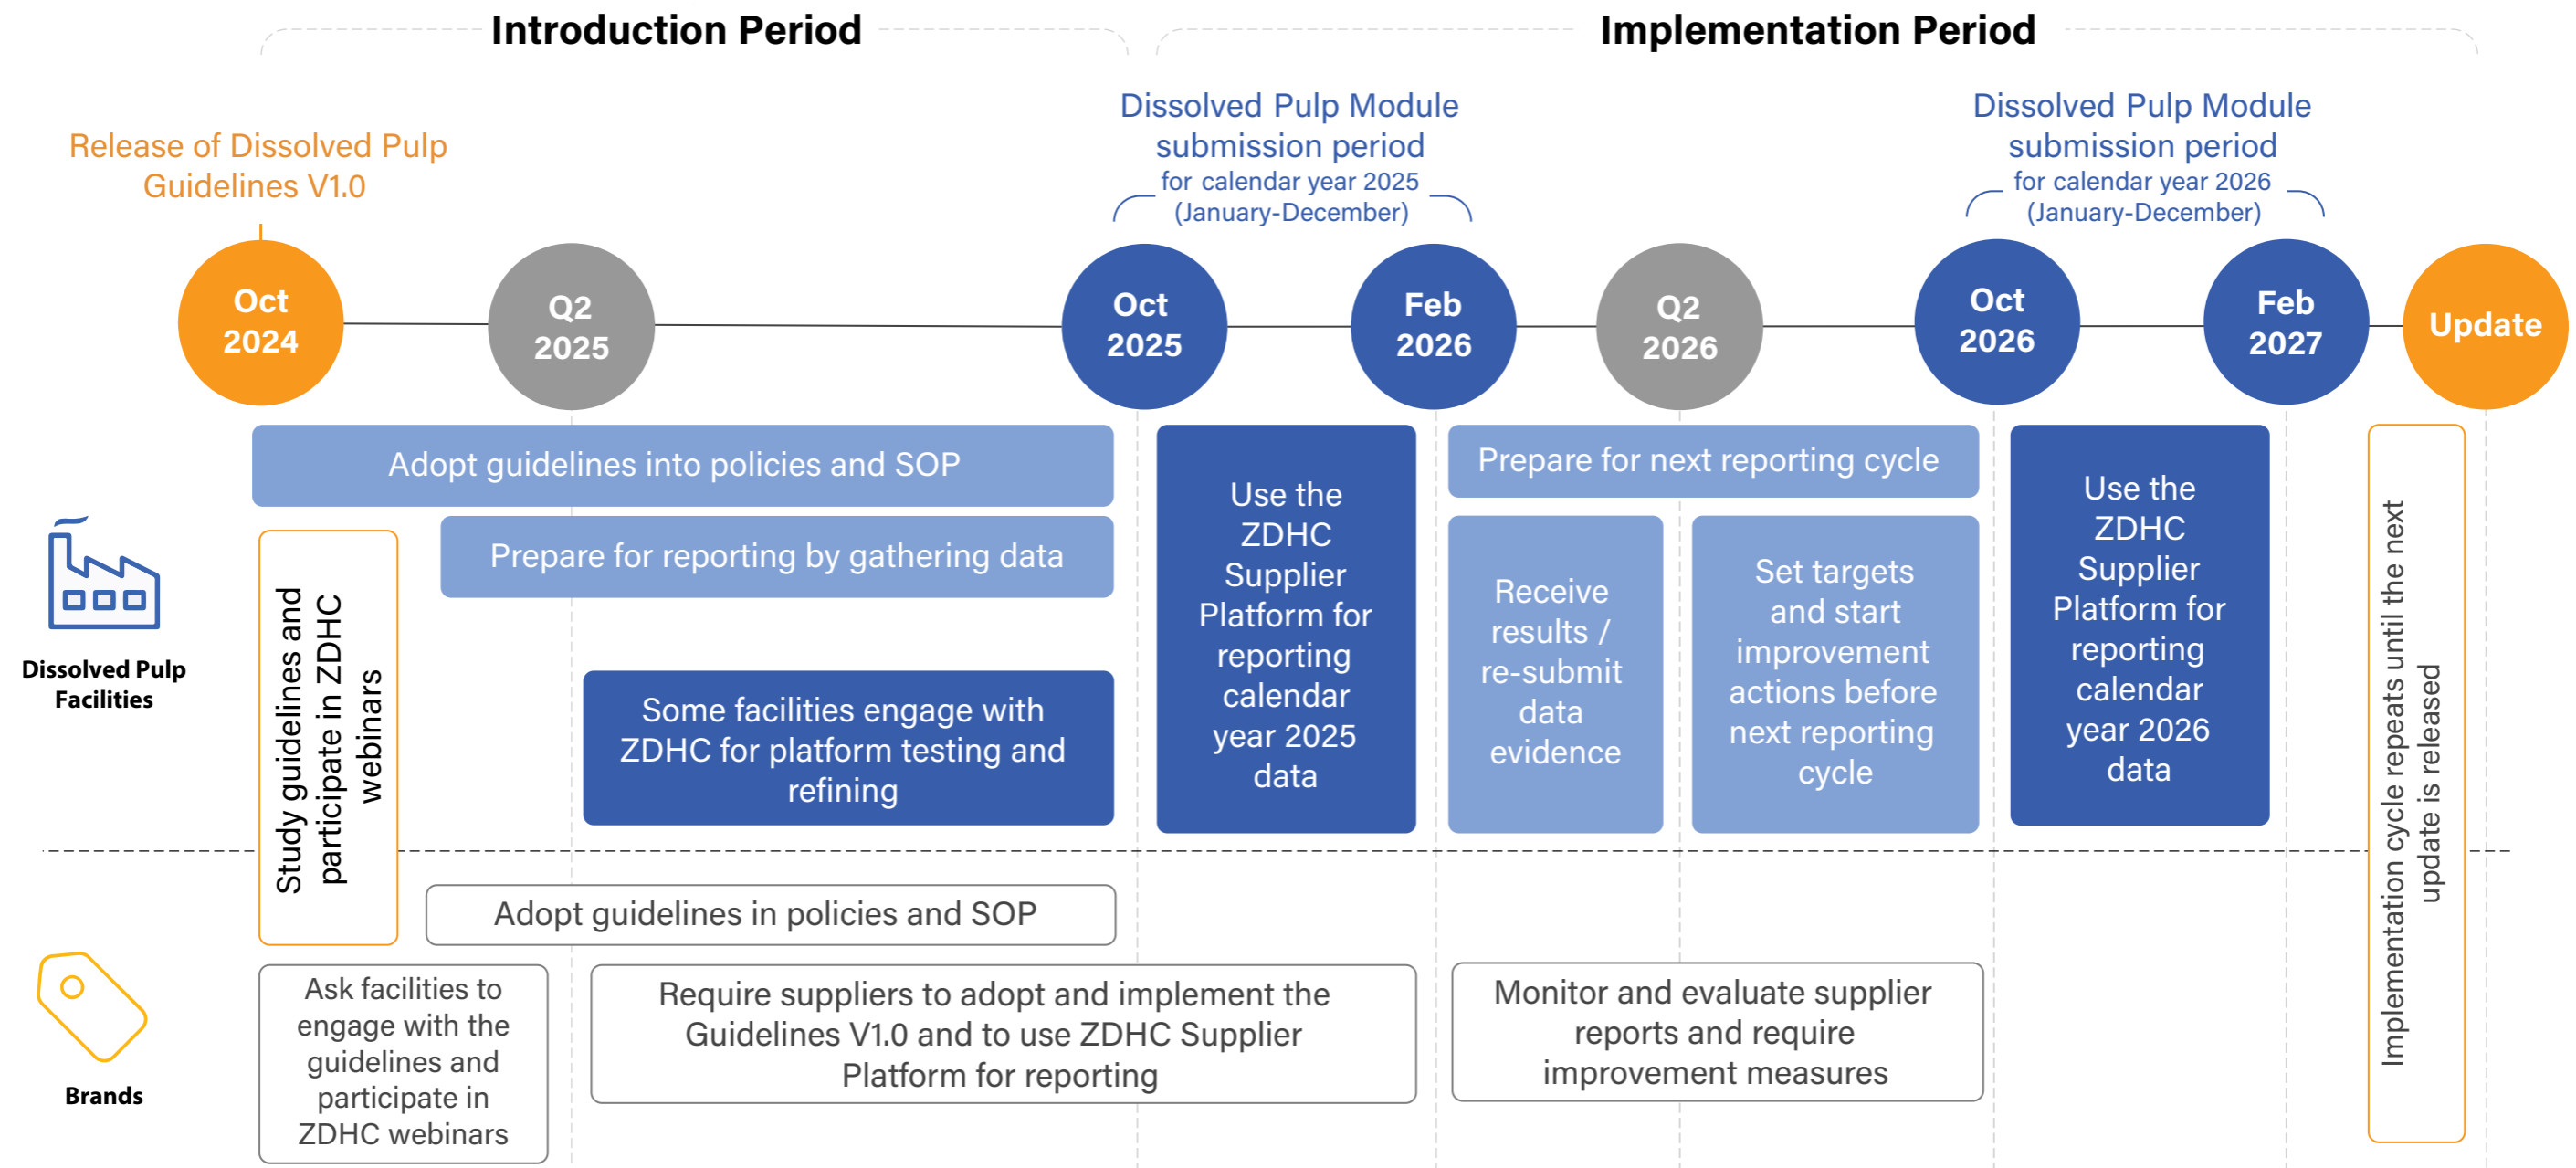 Introduction Period
Implementation Period
Release of Dissolved Pulp
Guidelines V1.0
Dissolved Pulp Module
submission period
for calendar year 2025
(January-December)
Dissolved Pulp Module
submission period
for calendar year 2026
(January-December)
Oct
2024
Q2
2025
Oct
2025
Feb
2026
Q2
2026
Oct
2026
Feb
2027
Update
Dissolved Pulp
Facilities
Adopt guidelines into policies and SOP
Prepare for reporting by gathering data
Study guidelines and
participate in ZDHC
webinars
Some facilities engage with
ZDHC for platform testing and
refining
Use the
ZDHC
Supplier
Platform for
reporting
calendar
year 2025
data
Prepare for next reporting cycle
Receive
results /
re-submit
data
evidence
Set targets
and start
improvement
actions before
next reporting
cycle
Use the
ZDHC
Supplier
Platform for
reporting
calendar
year 2026
data
Implementation cycle repeats until the next
update is released
Brands
Adopt guidelines in policies and SOP
Ask facilities to
engage with the
guidelines and
participate in
ZDHC webinars
Require suppliers to adopt and implement the
Guidelines V1.0 and to use ZDHC Supplier
Platform for reporting
Monitor and evaluate supplier
reports and require
improvement measures